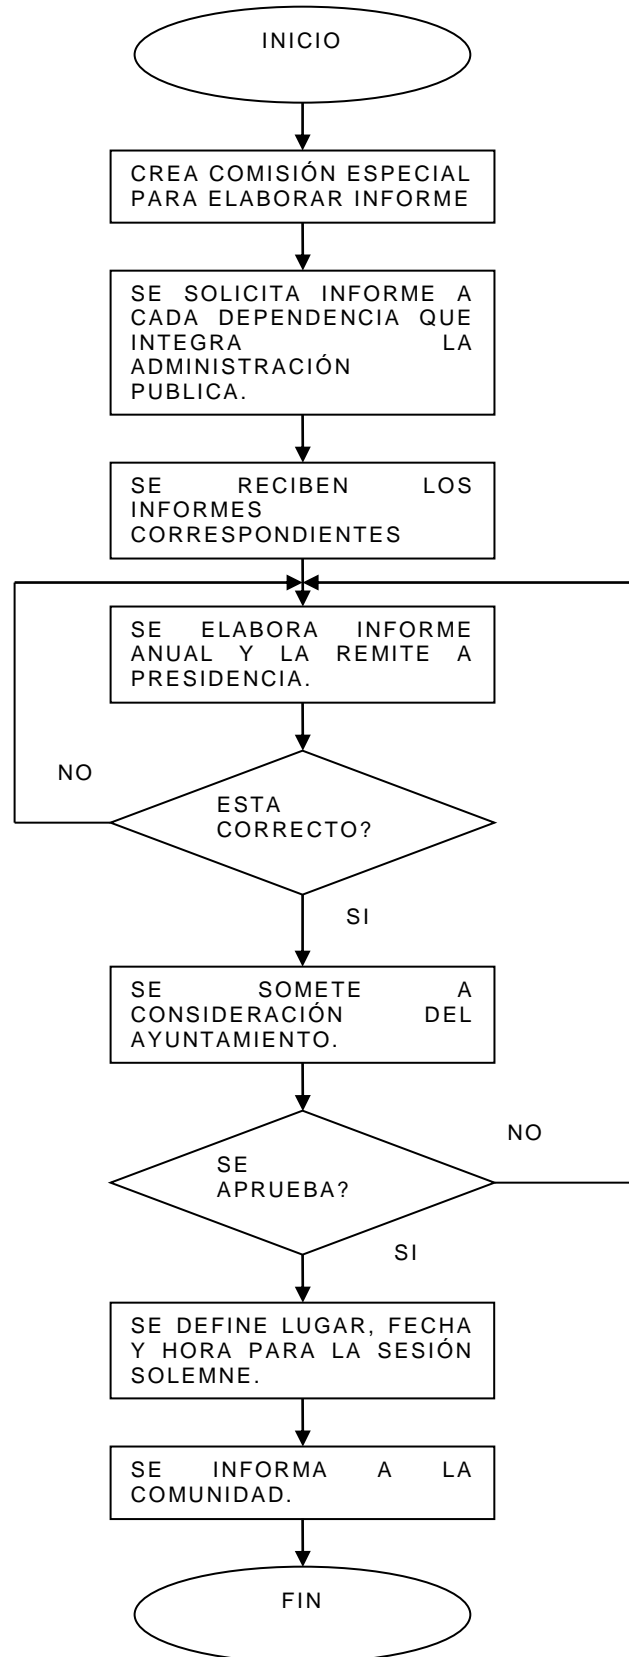 INICIO
CREA COMISIÓN ESPECIAL
PARA ELABORAR INFORME
SE SOLICITA INFORME A
CADA DEPENDENCIA QUE
INTEGRA LA
ADMINISTRACIÓN
PUBLICA.
SE RECIBEN LOS
INFORMES
CORRESPONDIENTES
SE ELABORA INFORME
ANUAL Y LA REMITE A
PRESIDENCIA.
NO
ESTA
CORRECTO?
SI
SE SOMETE A
CONSIDERACIÓN DEL
AYUNTAMIENTO.
NO
SE
APRUEBA?
SI
SE DEFINE LUGAR, FECHA
Y HORA PARA LA SESIÓN
SOLEMNE.
SE INFORMA A LA
COMUNIDAD.
FIN